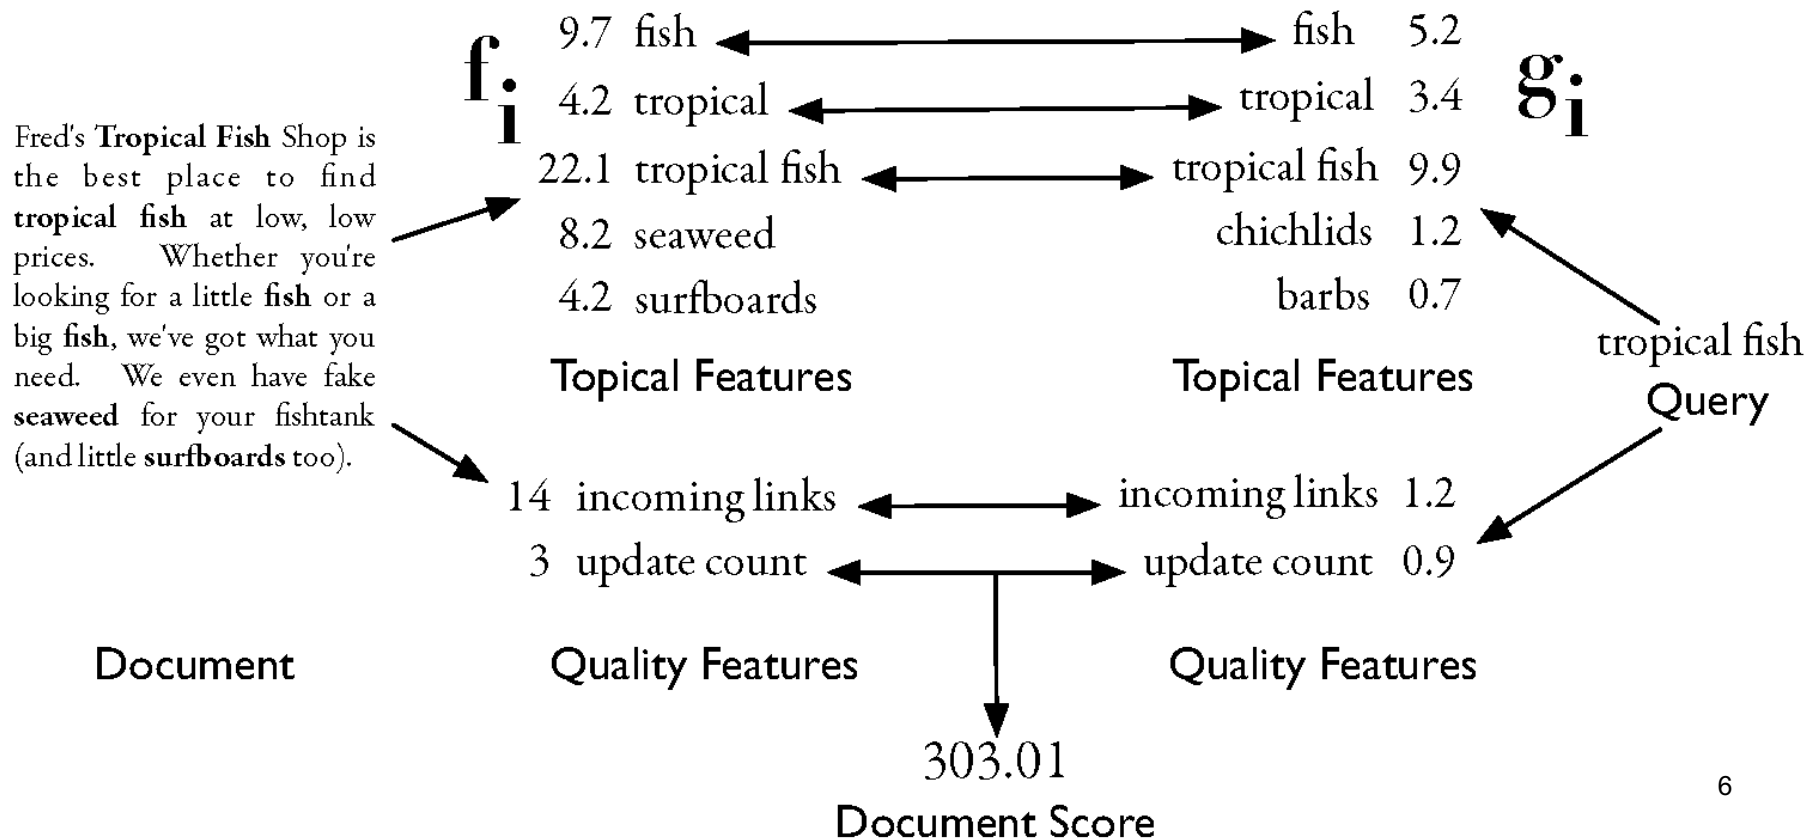 f i
9.7 fish
4.2 tropical
22.1 tropical fish
8.2 seaweed
4.2 surfboards
Topical Features
fish 5.2
tropical 3.4
tropical fish 9.9
chichlids 1.2
barbs 0.7
Topical Features
g i
Fred's Tropical Fish Shop is
the best place to find
tropical fish at low, low
prices. Whether you're
looking for a little fish or a
big fish, we've got what you
need. We even have fake
seaweed for your fishtank
(and little surfboards too).
tropical fish
Query
14 incoming links
3 update count
incoming links 1.2
update count 0.9
Document
Quality Features
Quality Features
303.01
Document Score
6